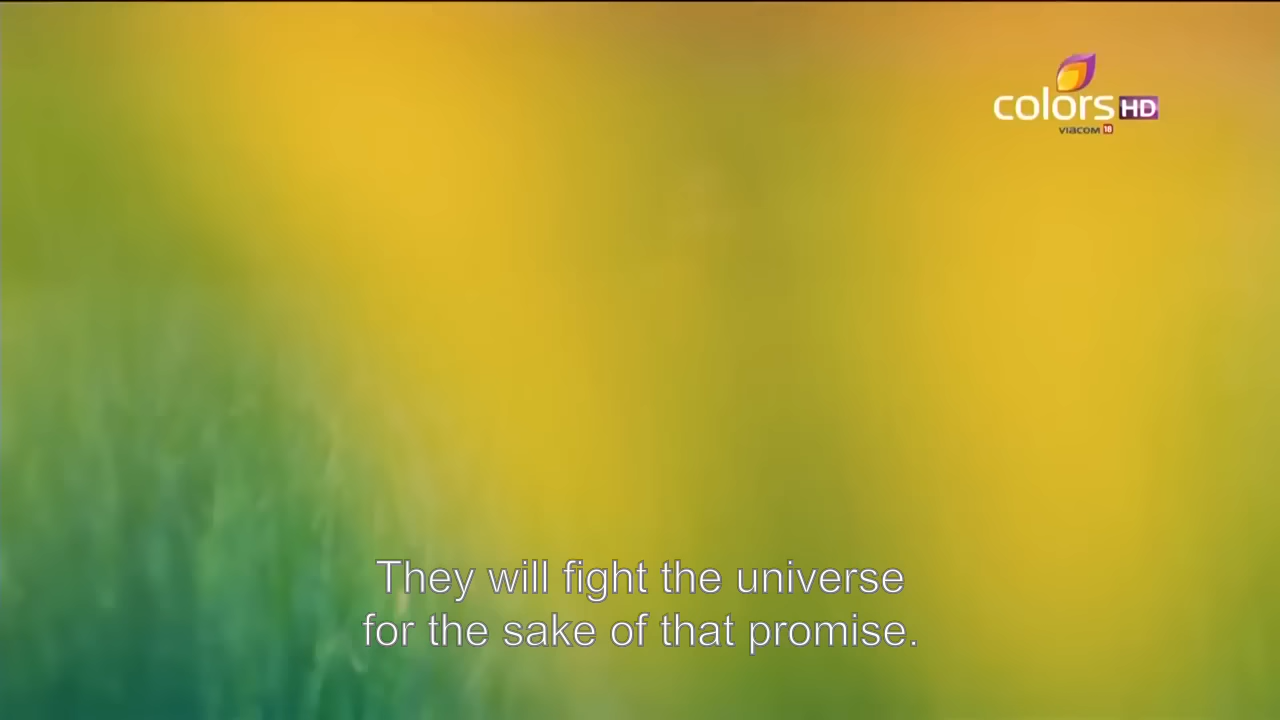 colors HD
VIACOM 18
They will fight the universe
for the sake of that promise.